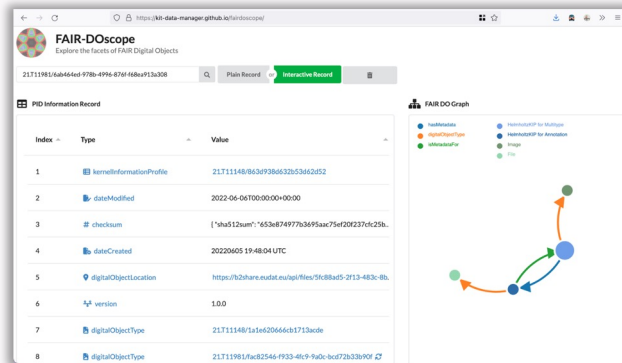 https://kit-data-manager.github.io/fairdoscope/
FAIR-DOscope
Explore the facets of FAIR Digital Objects
21.T11981/6ab464ed-978b-4996-876f-f68ea913a308
Plain Record or Interactive Record
PID Information Record
Index Type Value
1 kernelInformationProfile 21.T11148/863d938d632b53d62d52
2 dateModified 2022-06-06T00:00:00+00:00
3 checksum { "sha512sum": "653e874977b3695aac75ef20f237cfc25b..
4 dateCreated 20220605 19:48:04 UTC
5 digitalObjectLocation https://b2share.eudat.eu/api/files/5fc88ad5-2f13-483c-8b.
6 version 1.0.0
7 digitalObjectType 21.T11148/1a1e620666cb1713acde
8 digitalObjectType 21.T11981/fac82546-f933-4fc9-9a0c-bcd72b33b90f
FAIR DO Graph
hasMetadata HelmholtzKIP for Multitype
digitalObjectType HelmholtzKIP for Annotation
isMetadataFor Image
File